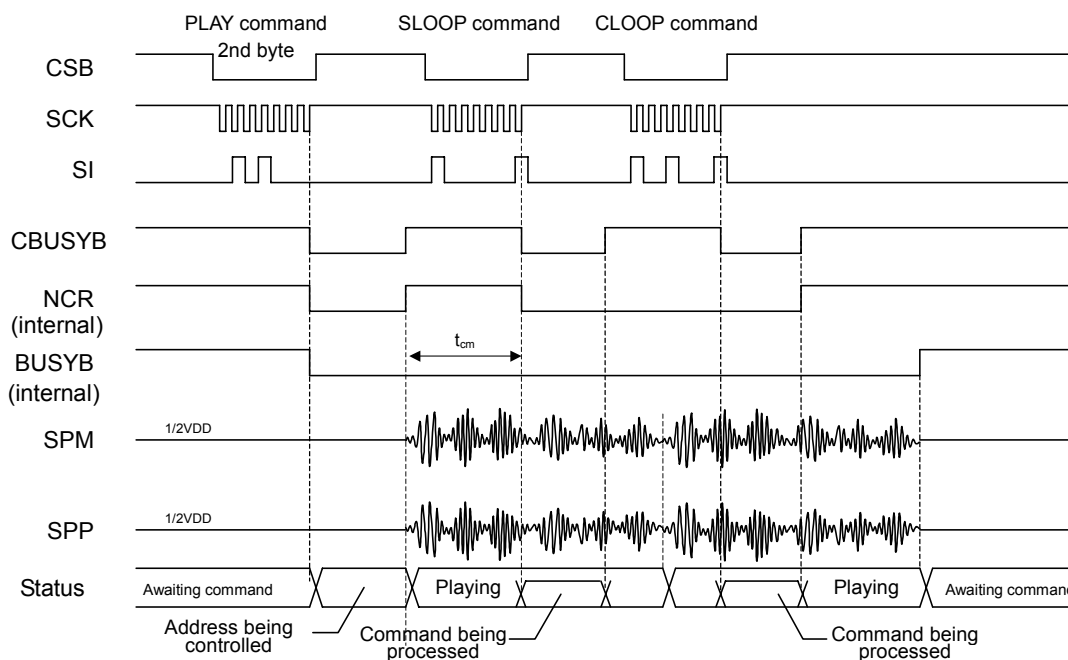 PLAY command
2nd byte
SLOOP command
CLOOP command
CSB
SCK
SI
CBUSYB
NCR
(internal)
BUSYB
(internal)
tcm
SPM
1/2VDD
SPP
1/2VDD
Status
Awaiting command
Playing
Playing
Awaiting command
Address being
controlled
Command being
processed
Command being
processed